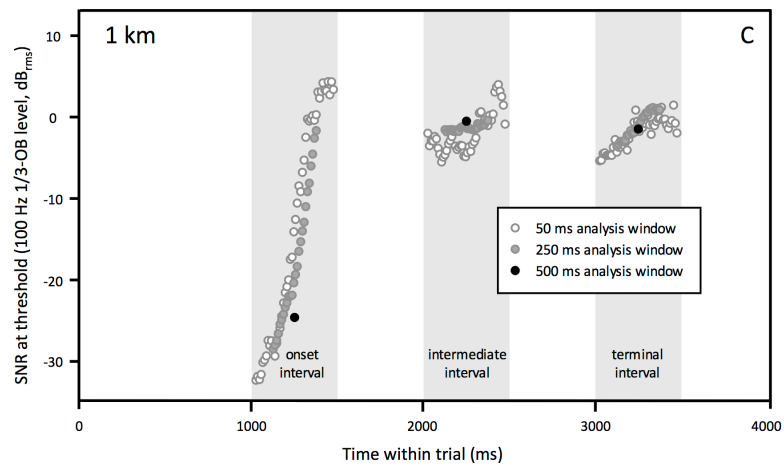 1 km
C
SNR at threshold (100 Hz 1/3-OB level, dBrms)
10
0
-10
-20
-30
50 ms analysis window
250 ms analysis window
500 ms analysis window
onset
interval
intermediate
interval
terminal
interval
0
1000
2000
3000
4000
Time within trial (ms)